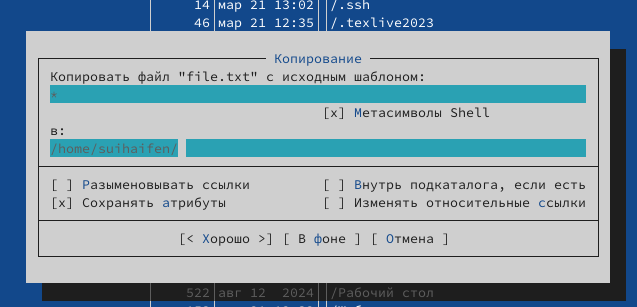 14 мар 21 13:02 /.ssh
46 мар 21 12:35 /.texlive2023
Копирование
Копировать файл "file.txt" с исходным шаблоном:
*
[x] Метасимволы Shell
в:
/home/suihaifen/
[ ] Разыменовывать ссылки [ ] Внутрь подкаталога, если есть
[x] Сохранять атрибуты [ ] Изменять относительные ссылки
[< Хорошо >] [ В фоне ] [ Отмена ]
522 авг 12 2024 /Рабочий стол